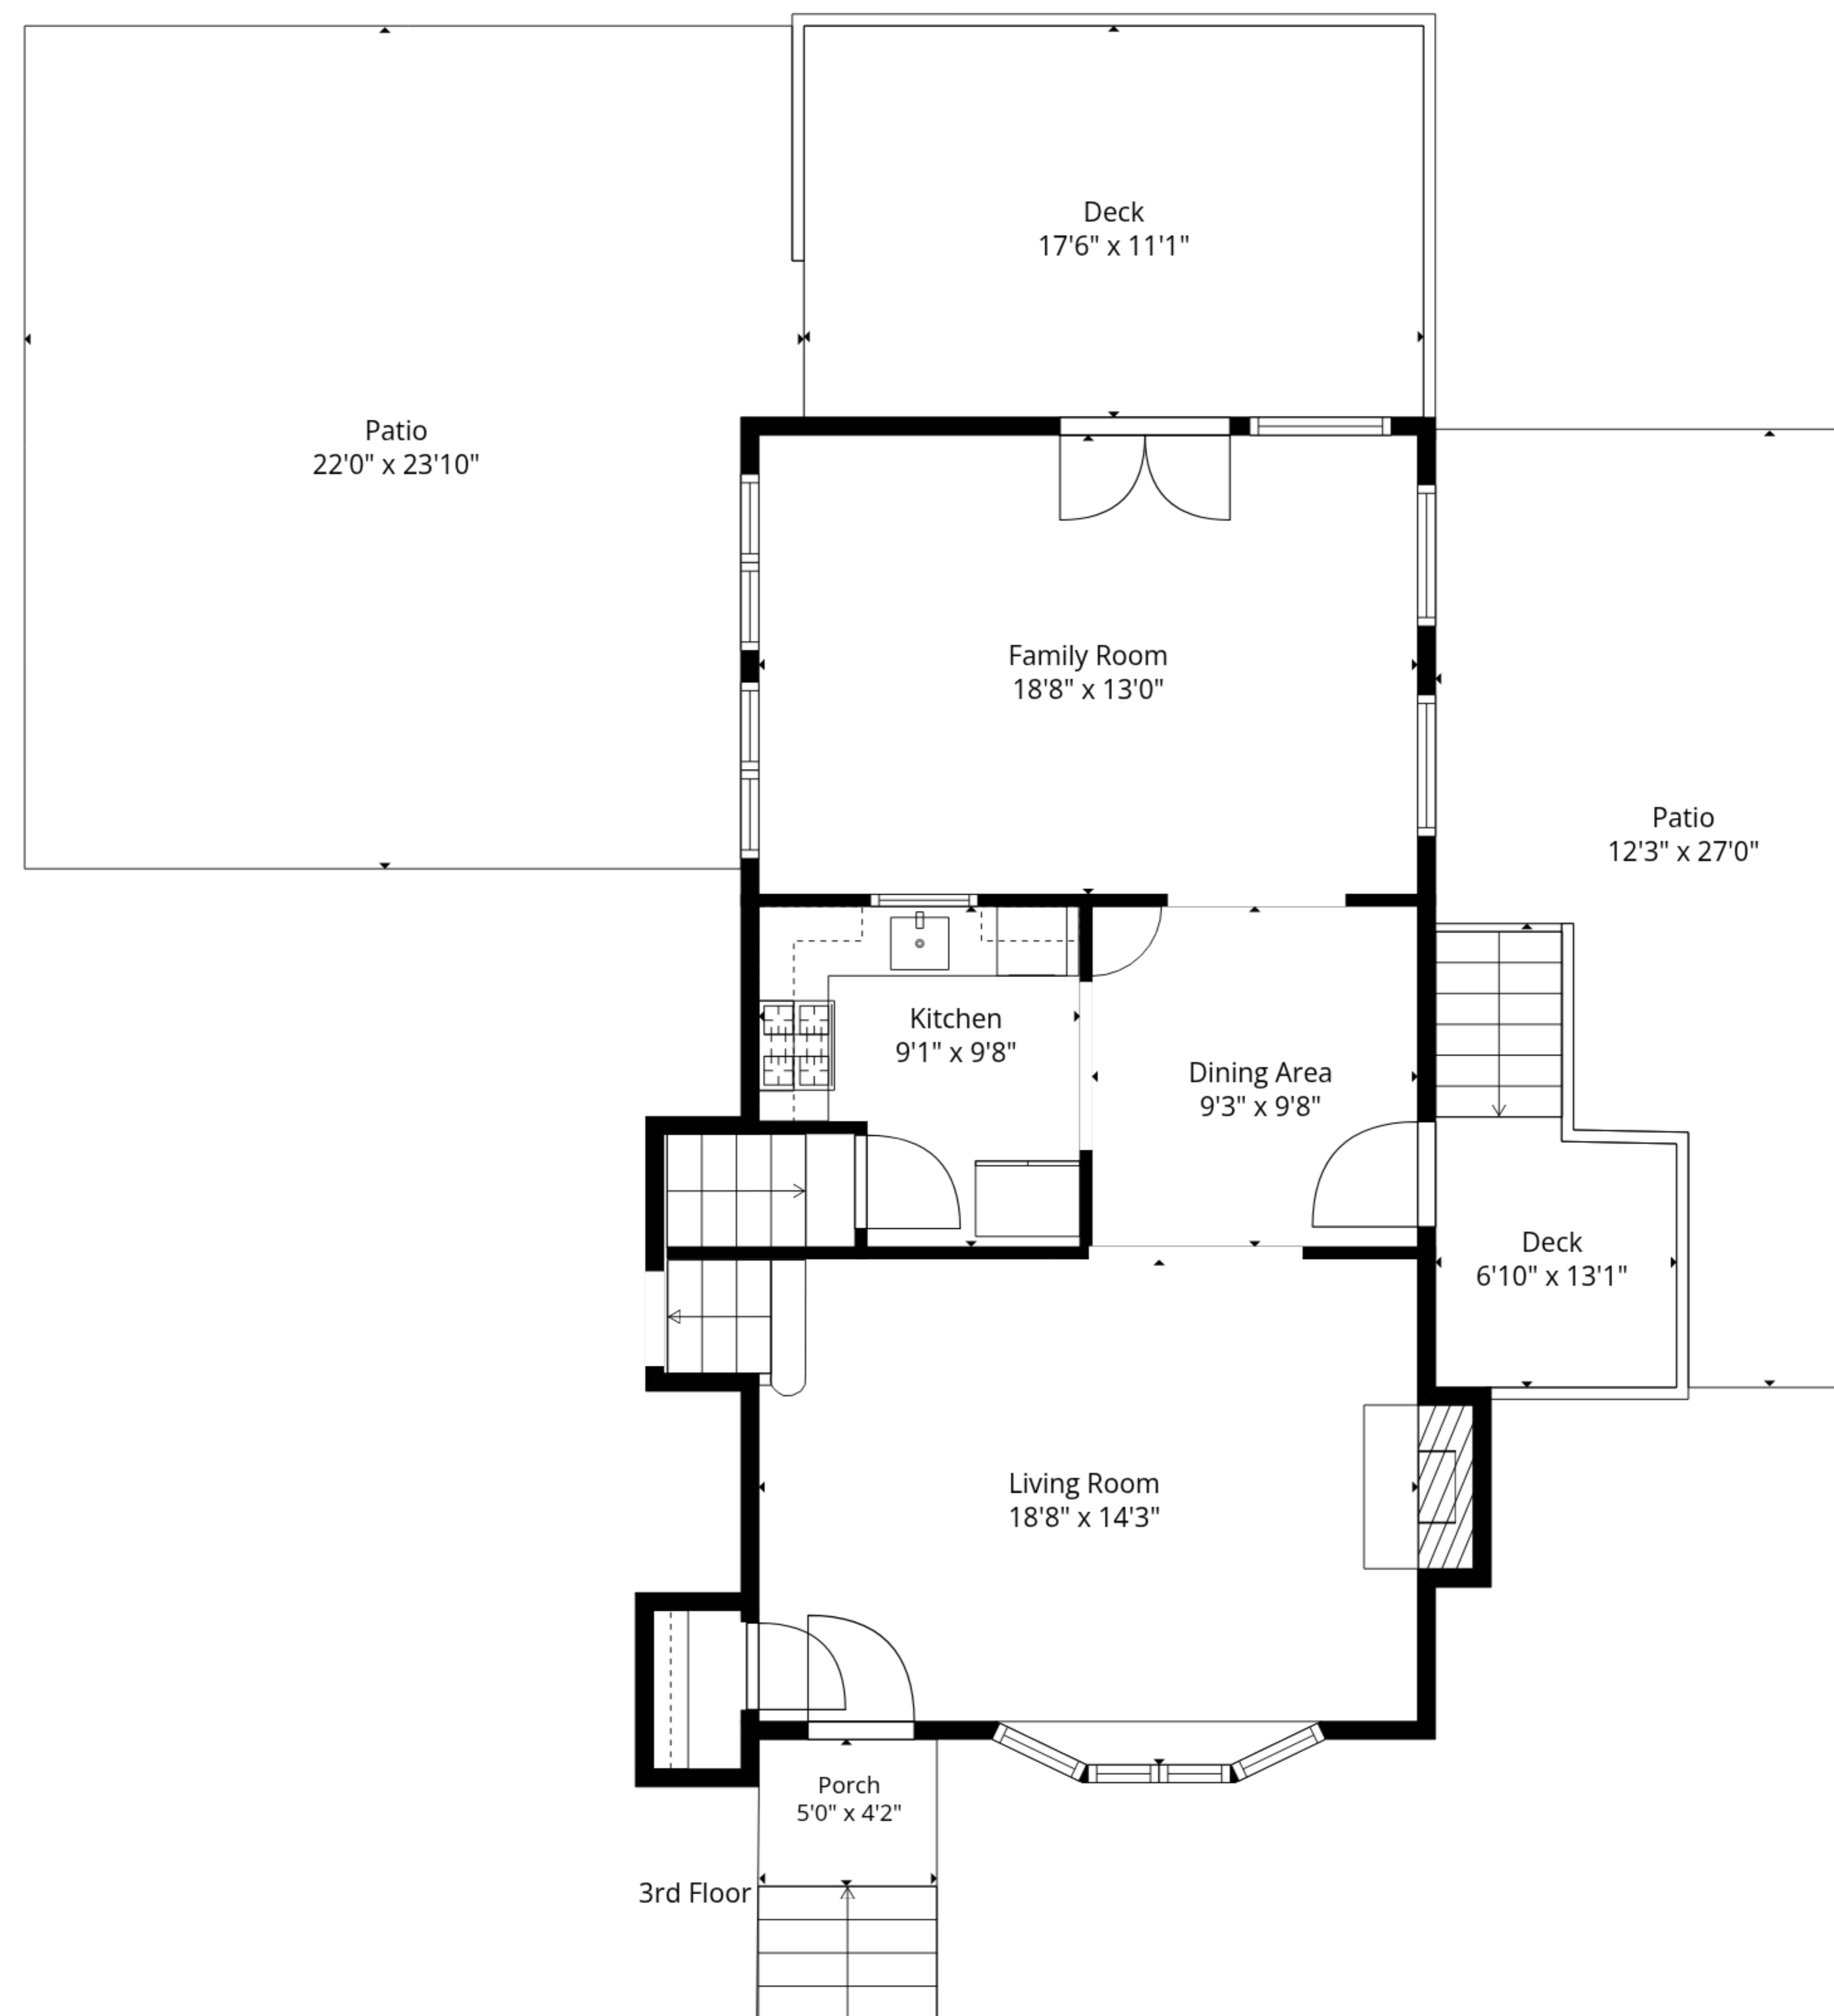 Deck
17'6" x 11'1"
Patio
22'0" x 23'10"
Family Room
18'8" x 13'0"
Patio
12'3" x 27'0"
Kitchen
9'1" x 9'8"
Dining Area
9'3" x 9'8"
Deck
6'10" x 13'1"
Living Room
18'8" x 14'3"
Porch
5'0" x 4'2"
3rd Floor